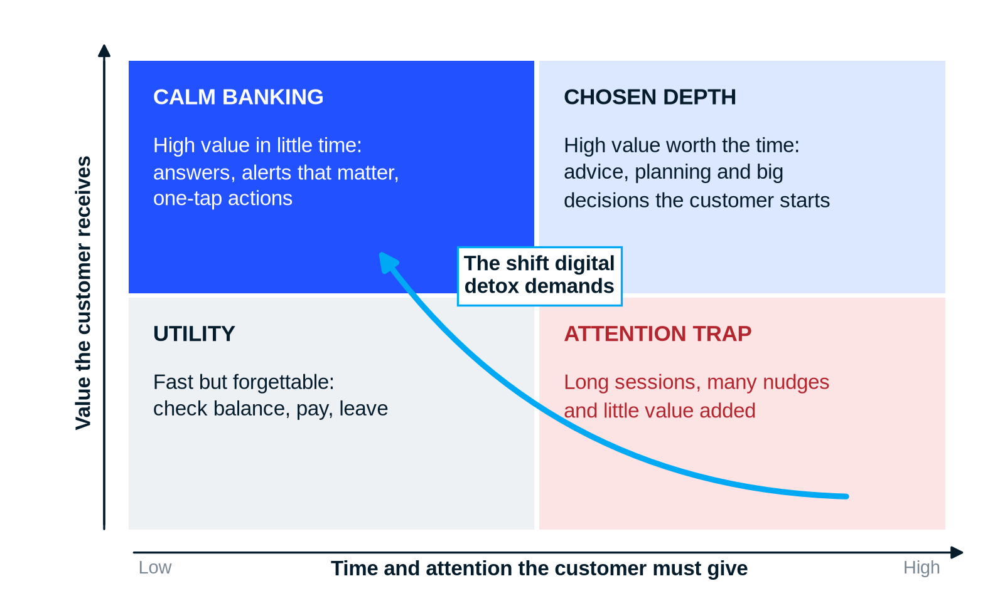 CALM BANKING
High value in little time:
answers, alerts that matter,
one-tap actions
CHOSEN DEPTH
High value worth the time:
advice, planning and big
decisions the customer starts
The shift digital
detox demands
UTILITY
Fast but forgettable:
check balance, pay, leave
ATTENTION TRAP
Long sessions, many nudges
and little value added
Value the customer receives
Low
Time and attention the customer must give
High